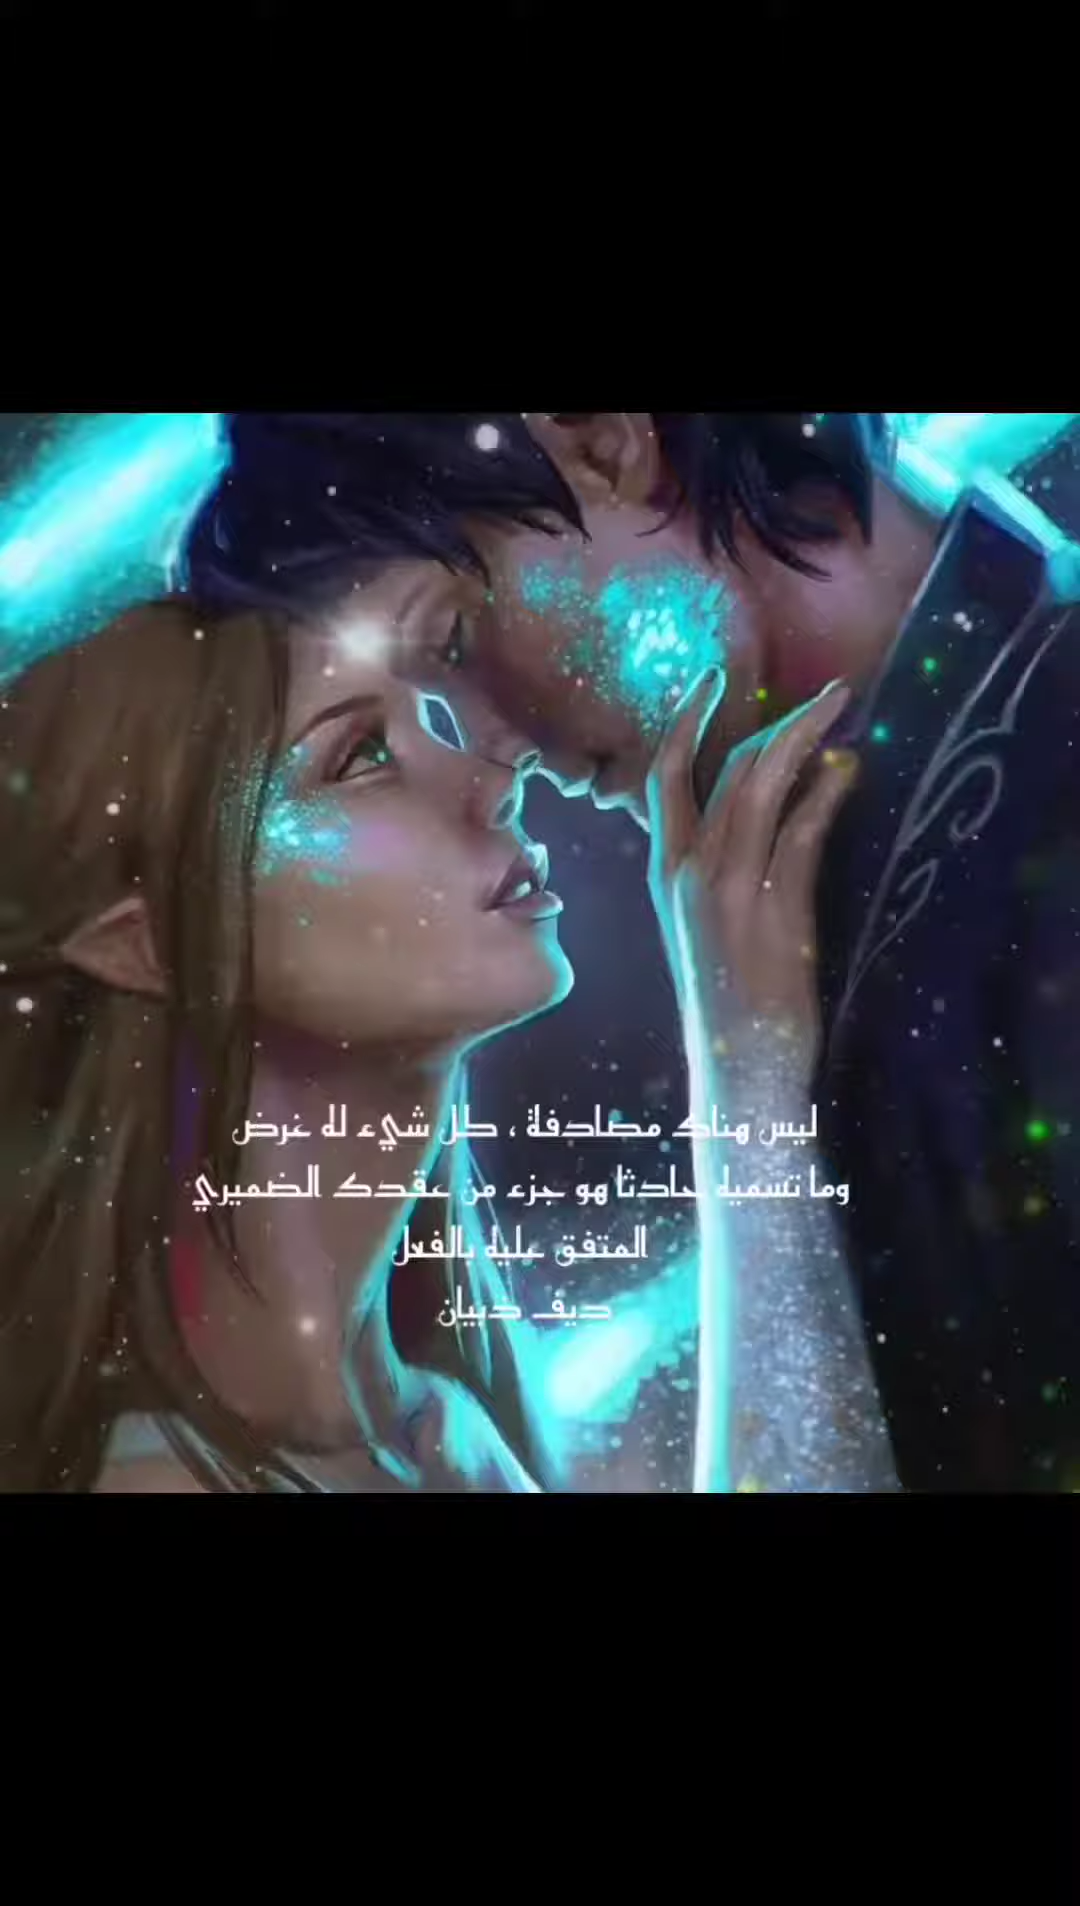 ليس هناك مصادفة ، كل شيء له غرض
وما تسميه حادثا هو جزء من عقدك الضميري
المتفق عليه بالفعل
ديف ذبيان